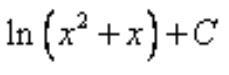 ln (x² + x) + C